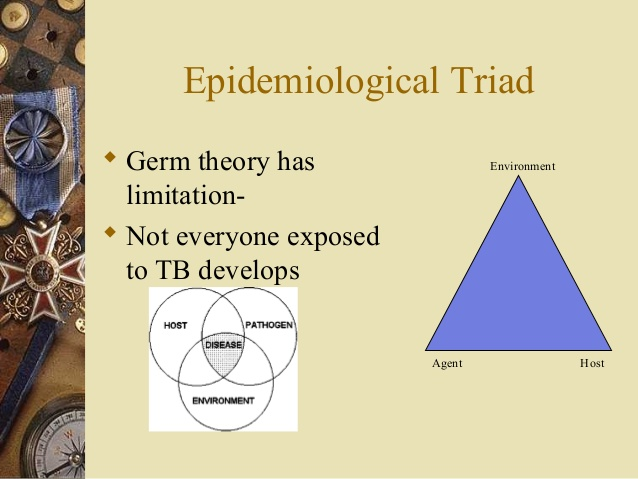 Epidemiological Triad
Germ theory has
limitation-
Not everyone exposed
to TB develops
HOST
PATHOGEN
DISEASE
ENVIRONMENT
Environment
Agent
Host